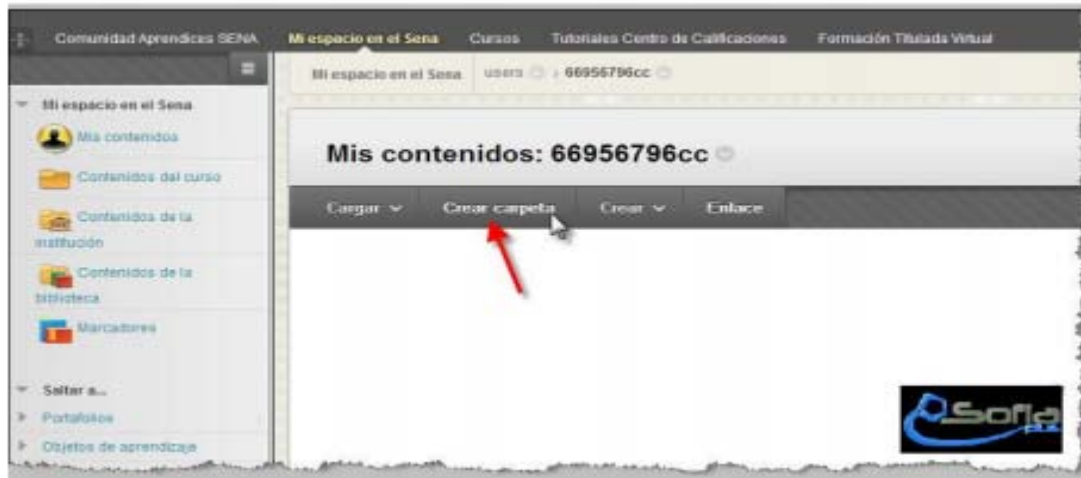 Comunidad Aprendices SENA Mi espacio en el Sena Cursos Tutoriales Centro de Calificaciones Formación Titulada Virtual
Mi espacio en el Sena users 66956796cc
Mi espacio en el Sena
Mis contenidos
Contenidos del curso
Contenidos de la
institución
Contenidos de la
biblioteca
Marcadores
Saltar a...
Portafolios
Objetos de aprendizaje
Mis contenidos: 66956796cc
Cargar Crear carpeta Crear Enlace
Sofia